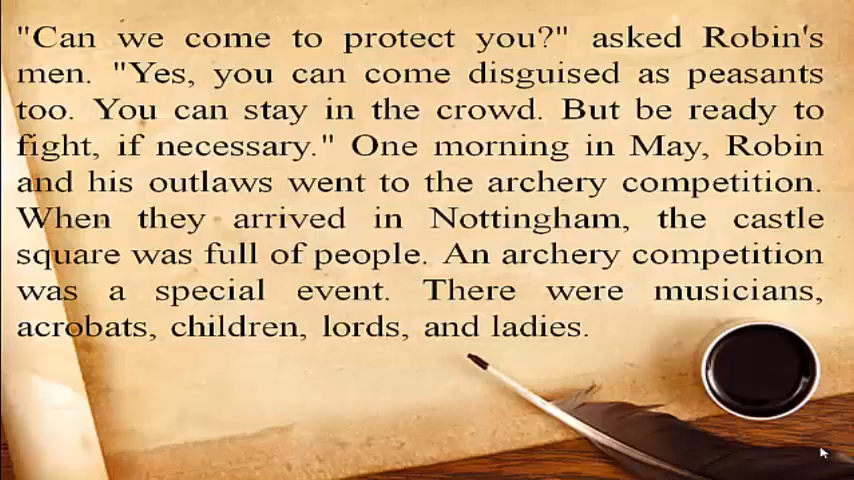 "Can we come to protect you?" asked Robin's
men. "Yes, you can come disguised as peasants
too. You can stay in the crowd. But be ready to
fight, if necessary." One morning in May, Robin
and his outlaws went to the archery competition.
When they arrived in Nottingham, the castle
square was full of people. An archery competition
was a special event. There were musicians,
acrobats, children, lords, and ladies.